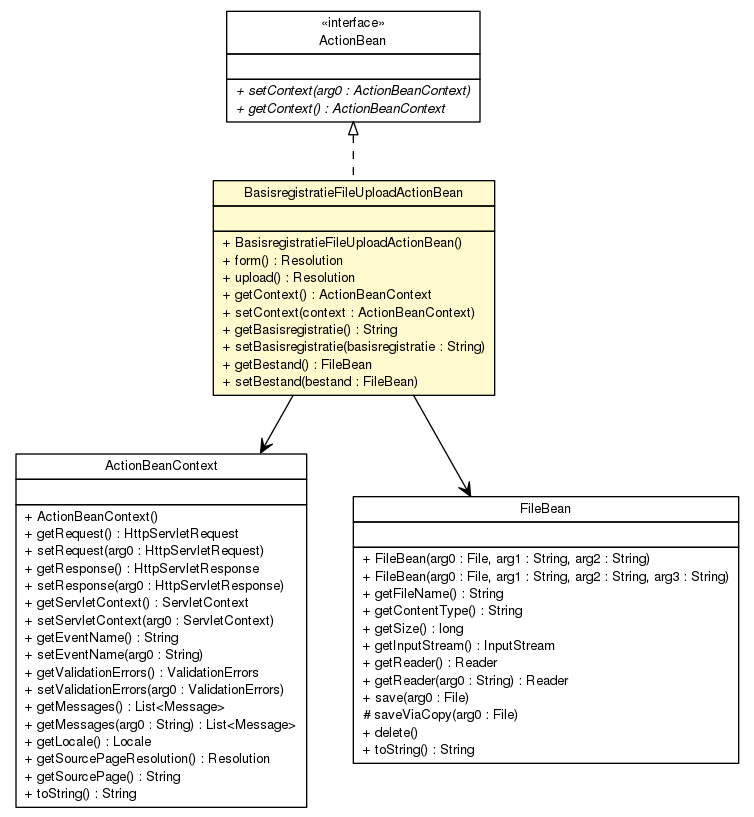 «interface»
ActionBean
+ setContext(arg0 : ActionBeanContext)
+ getContext() : ActionBeanContext
BasisregistratieFileUploadActionBean
+ BasisregistratieFileUploadActionBean()
+ form() : Resolution
+ upload() : Resolution
+ getContext() : ActionBeanContext
+ setContext(context : ActionBeanContext)
+ getBasisregistratie() : String
+ setBasisregistratie(basisregistratie : String)
+ getBestand() : FileBean
+ setBestand(bestand : FileBean)
ActionBeanContext
+ ActionBeanContext()
+ getRequest() : HttpServletRequest
+ setRequest(arg0 : HttpServletRequest)
+ getResponse() : HttpServletResponse
+ setResponse(arg0 : HttpServletResponse)
+ getServletContext() : ServletContext
+ setServletContext(arg0 : ServletContext)
+ getEventName() : String
+ setEventName(arg0 : String)
+ getValidationErrors() : ValidationErrors
+ setValidationErrors(arg0 : ValidationErrors)
+ getMessages() : List<Message>
+ getMessages(arg0 : String) : List<Message>
+ getLocale() : Locale
+ getSourcePageResolution() : Resolution
+ getSourcePage() : String
+ toString() : String
FileBean
+ FileBean(arg0 : File, arg1 : String, arg2 : String)
+ FileBean(arg0 : File, arg1 : String, arg2 : String, arg3 : String)
+ getFileName() : String
+ getContentType() : String
+ getSize() : long
+ getInputStream() : InputStream
+ getReader() : Reader
+ getReader(arg0 : String) : Reader
+ save(arg0 : File)
# saveViaCopy(arg0 : File)
+ delete()
+ toString() : String